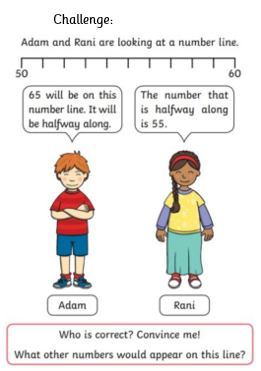 Challenge:
Adam and Rani are looking at a number line.
50 60
65 will be on this
number line. It will
be halfway along.
The number that
is halfway along
is 55.
Adam
Rani
Who is correct? Convince me!
What other numbers would appear on this line?